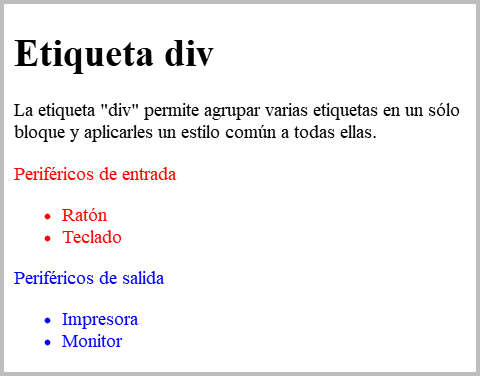 Etiqueta div
La etiqueta "div" permite agrupar varias etiquetas en un sólo
bloque y aplicarles un estilo común a todas ellas.
Periféricos de entrada
• Ratón
• Teclado
Periféricos de salida
• Impresora
• Monitor